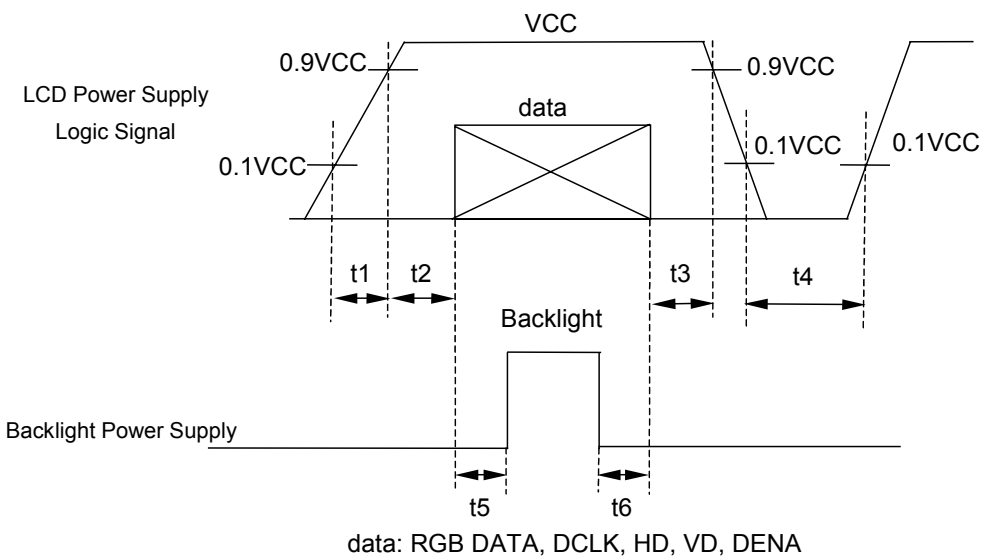 VCC
0.9VCC
0.9VCC
LCD Power Supply
Logic Signal
data
0.1VCC
0.1VCC
0.1VCC
t1
t2
t3
t4
Backlight
Backlight Power Supply
t5
t6
data: RGB DATA, DCLK, HD, VD, DENA